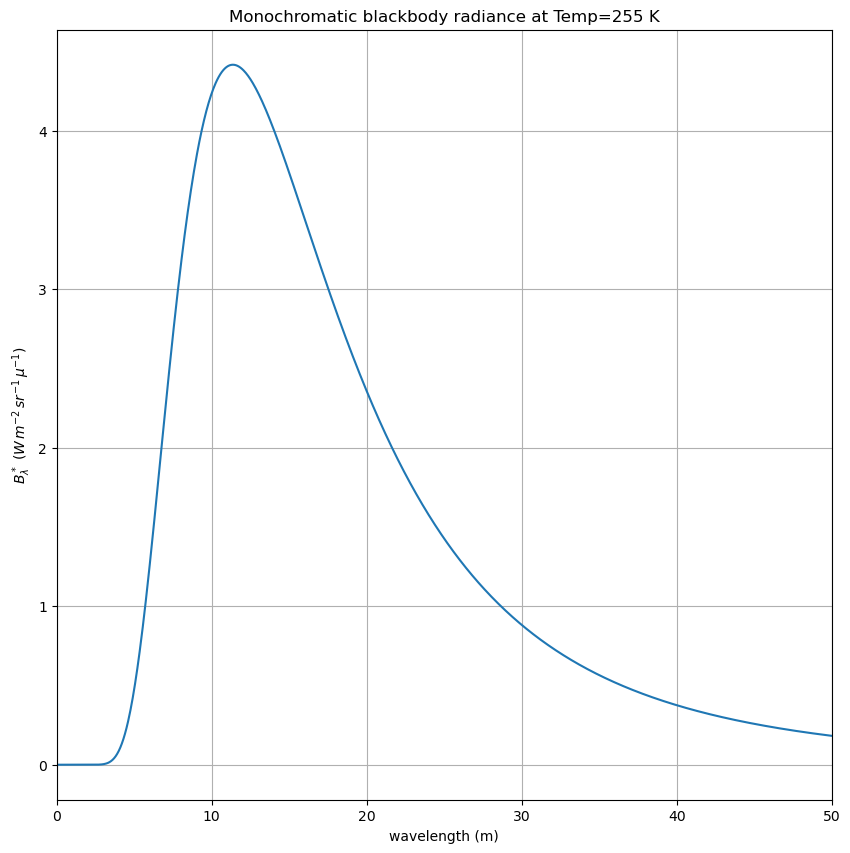 Monochromatic blackbody radiance at Temp=255 K
4
3
2
1
0
$B_\lambda^*$ $(W\,m^{-2}\,sr^{-1}\,\mu^{-1})$
0 10 20 30 40 50
wavelength (m)